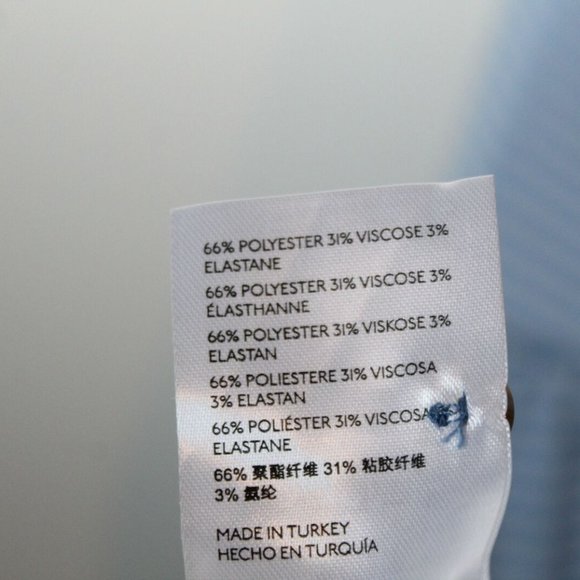 66% POLYESTER 31% VISCOSE 3%
ELASTANE
66% POLYESTER 31% VISCOSE 3%
ÉLASTHANNE
66% POLYESTER 31% VISKOSE 3%
ELASTAN
66% POLIESTERE 31% VISCOSA
3% ELASTAN
66% POLIÉSTER 31% VISCOSA
ELASTANE
66% 聚酯纤维 31% 粘胶纤维
3% 氨纶
MADE IN TURKEY
HECHO EN TURQUÍA